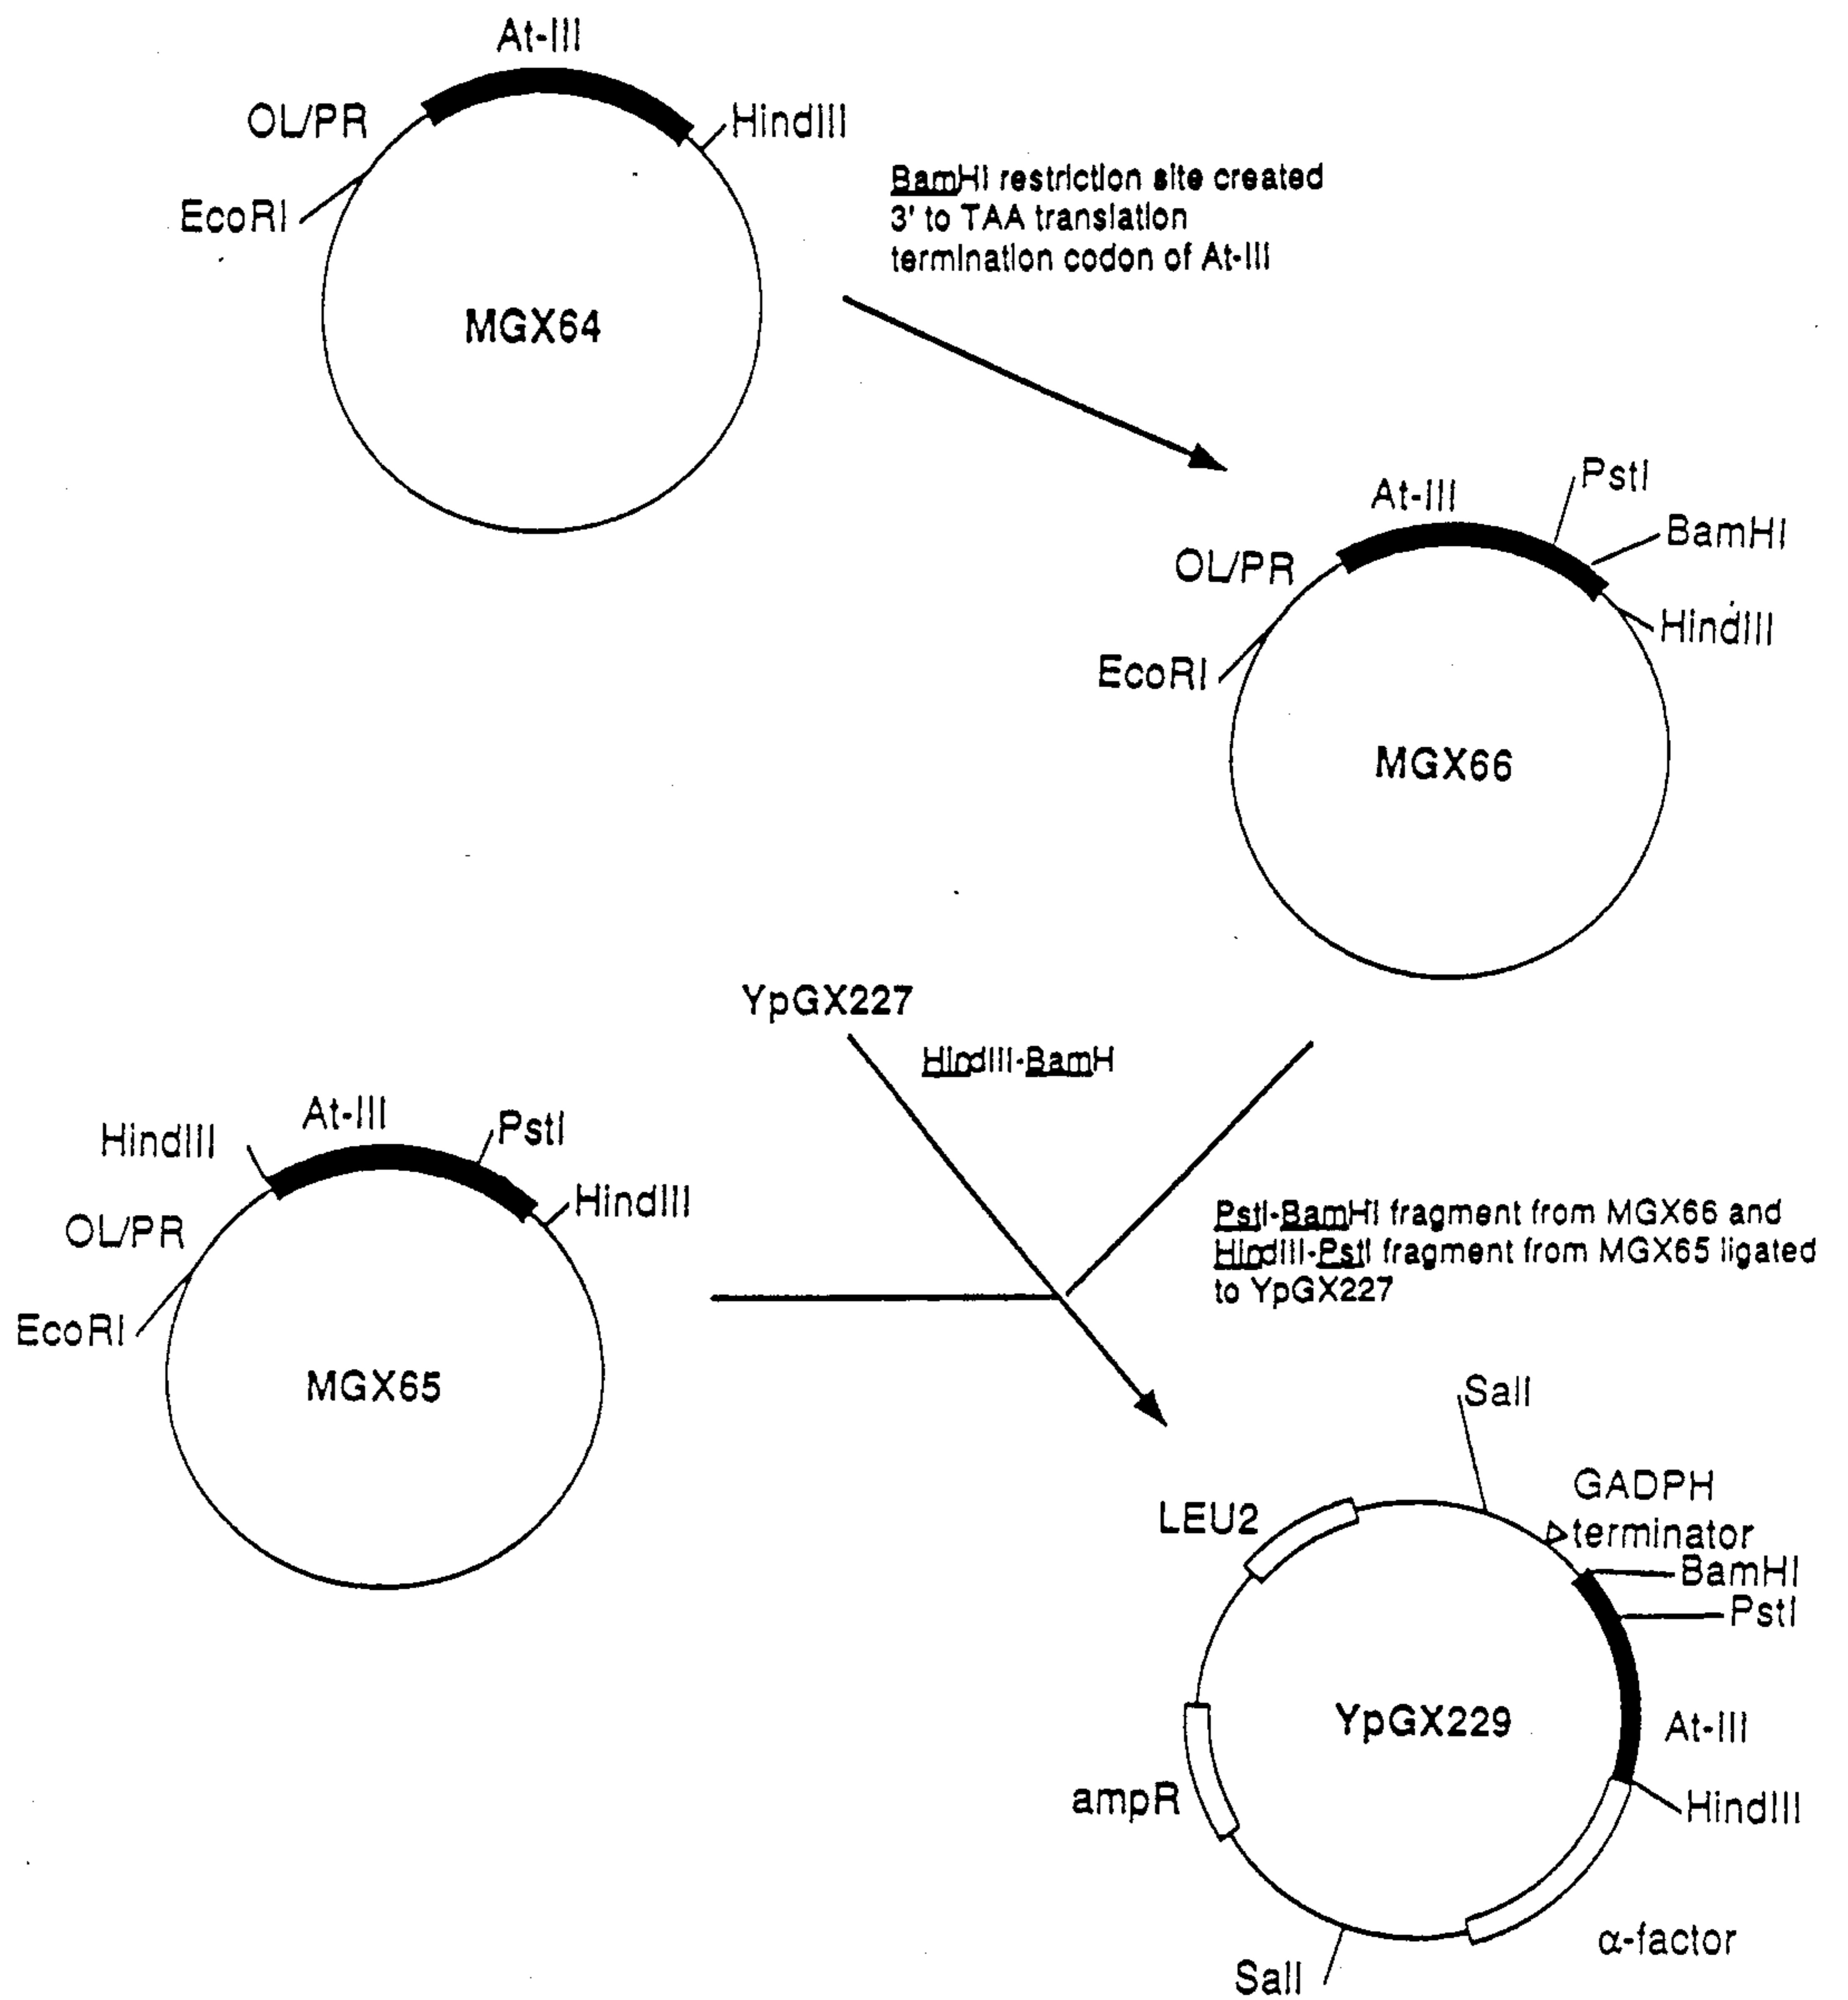 At-III
OL/PR
HindIII
EcoRI
MGX64
BamHI restriction site created
3' to TAA translation
termination codon of At-III
At-III
PstI
BamHI
OL/PR
HindIII
EcoRI
MGX66
YpGX227
HindIII-BamH
At-III
PstI
HindIII
HindIII
OL/PR
EcoRI
MGX65
PstI-BamHI fragment from MGX66 and
HindIII-PstI fragment from MGX65 ligated
to YpGX227
SalI
GADPH
terminator
LEU2
BamHI
PstI
YpGX229
At-III
ampR
HindIII
α-factor
SalI